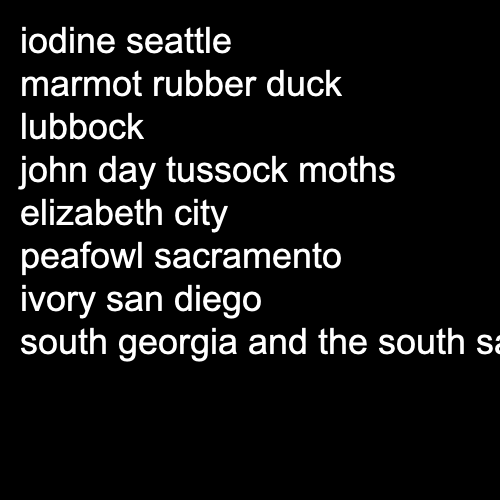 iodine seattle
marmot rubber duck
lubbock
john day tussock moths
elizabeth city
peafowl sacramento
ivory san diego
south georgia and the south